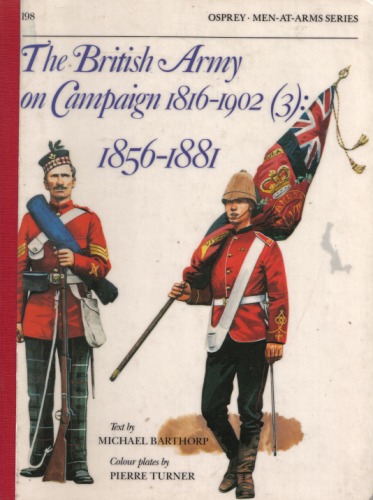 198
OSPREY · MEN-AT-ARMS SERIES
The British Army
on Campaign 1816-1902 (3):
1856-1881
Text by
MICHAEL BARTHORP
Colour plates by
PIERRE TURNER